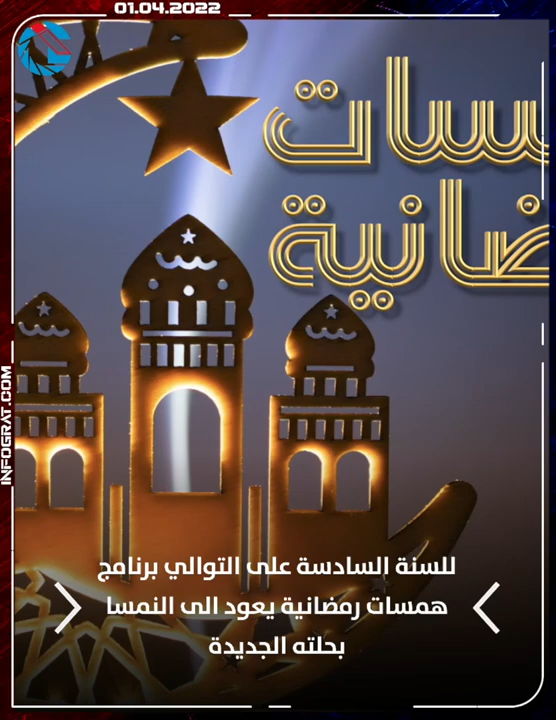 01.04.2022
سات
ضانية
INFOGRAT.COM
للسنة السادسة على التوالي برنامج
همسات رمضانية يعود الى النمسا
بحلته الجديدة